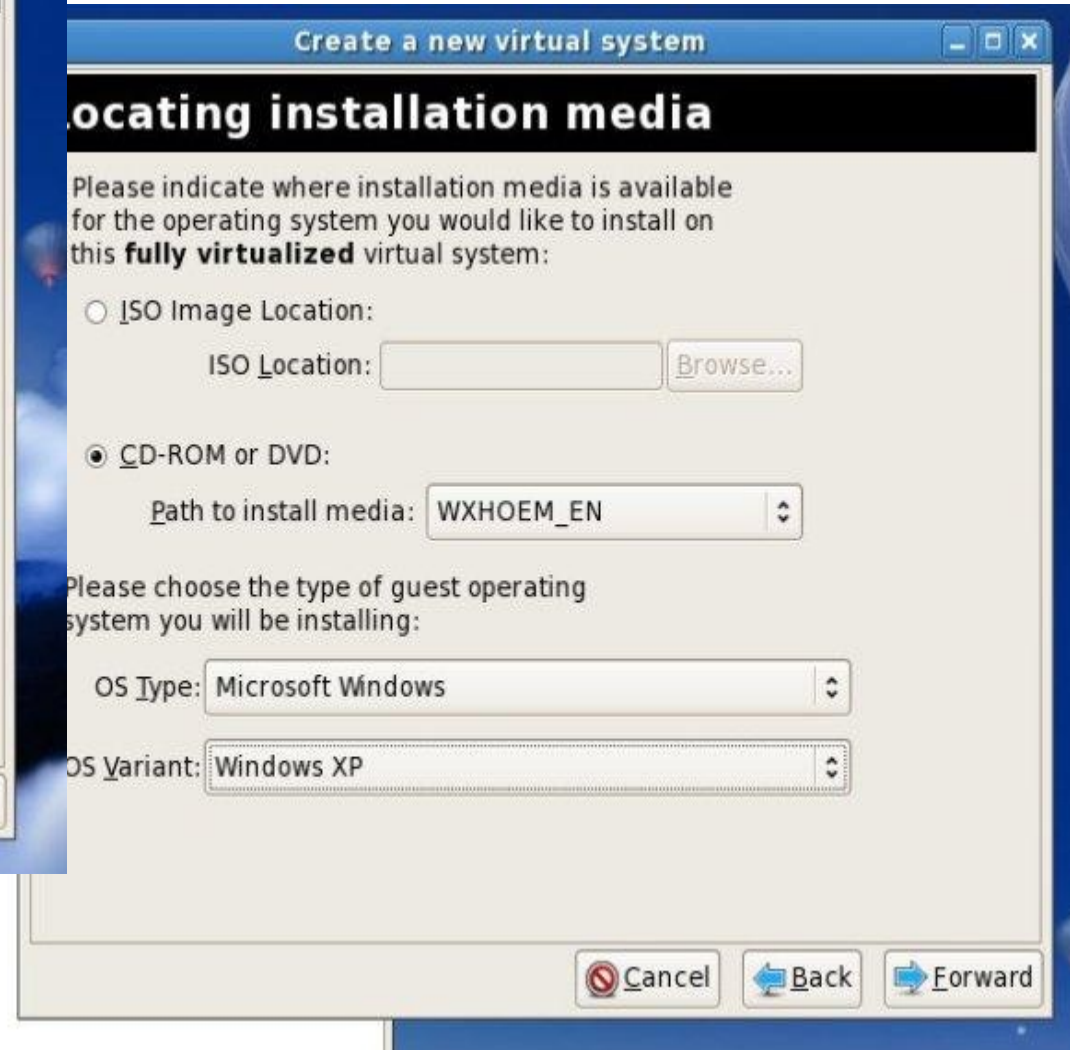 Create a new virtual system
ocating installation media
Please indicate where installation media is available
for the operating system you would like to install on
this fully virtualized virtual system:
ISO Image Location:
ISO Location:
Browse...
CD-ROM or DVD:
Path to install media: WXHOEM_EN
Please choose the type of guest operating
system you will be installing:
OS Type: Microsoft Windows
OS Variant: Windows XP
Cancel Back Forward